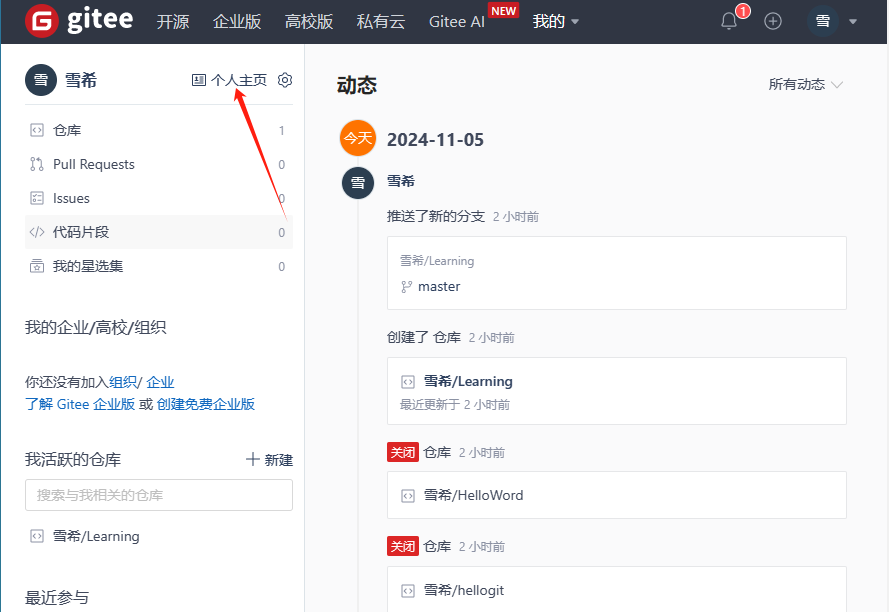 gitee 开源 企业版 高校版 私有云 Gitee AI NEW 我的 1 雪
雪 雪希 个人主页
仓库 1
Pull Requests 0
Issues 0
代码片段 0
我的星选集 0
我的企业/高校/组织
你还没有加入组织/ 企业
了解 Gitee 企业版 或 创建免费企业版
我活跃的仓库 新建
搜索与我相关的仓库
雪希/Learning
最近参与
动态 所有动态
今天 2024-11-05
雪 雪希
推送了新的分支 2 小时前
雪希/Learning
master
创建了 仓库 2 小时前
雪希/Learning
最近更新于 2 小时前
关闭 仓库 2 小时前
雪希/HelloWord
关闭 仓库 2 小时前
雪希/hellogit